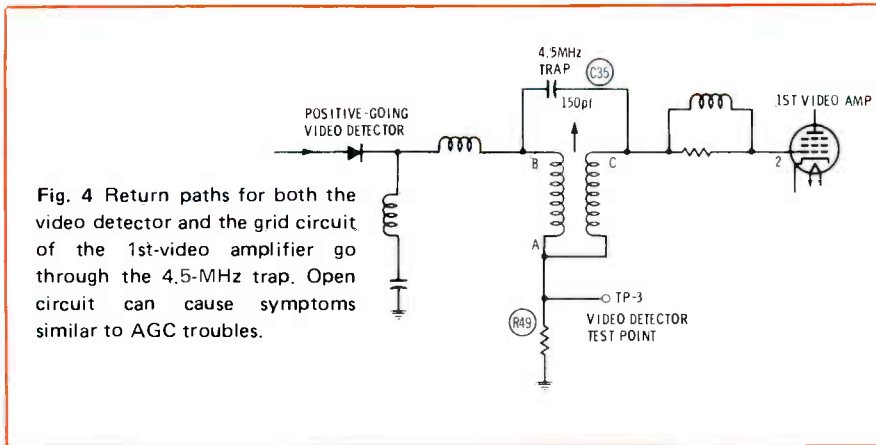 4.5MHz
TRAP
C35
150pf
POSITIVE-GOING
VIDEO DETECTOR
1ST VIDEO AMP
B
C
2
A
TP-3
VIDEO DETECTOR
TEST POINT
R49
Fig. 4 Return paths for both the
video detector and the grid circuit
of the 1st-video amplifier go
through the 4.5-MHz trap. Open
circuit can cause symptoms
similar to AGC troubles.